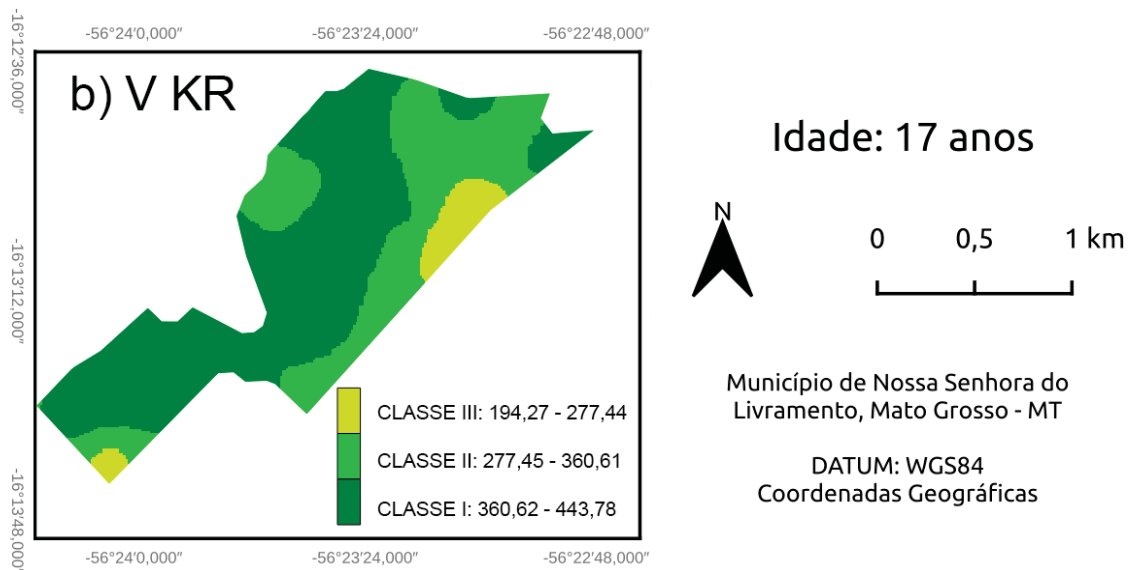 -56°24′0,000″
-56°23′24,000″
-56°22′48,000″
-16°12′36,000″
-16°13′12,000″
-16°13′48,000″
b) V KR
CLASSE III: 194,27 - 277,44
CLASSE II: 277,45 - 360,61
CLASSE I: 360,62 - 443,78
-56°24′0,000″
-56°23′24,000″
-56°22′48,000″
Idade: 17 anos
N
0 0,5 1 km
Município de Nossa Senhora do
Livramento, Mato Grosso - MT
DATUM: WGS84
Coordenadas Geográficas